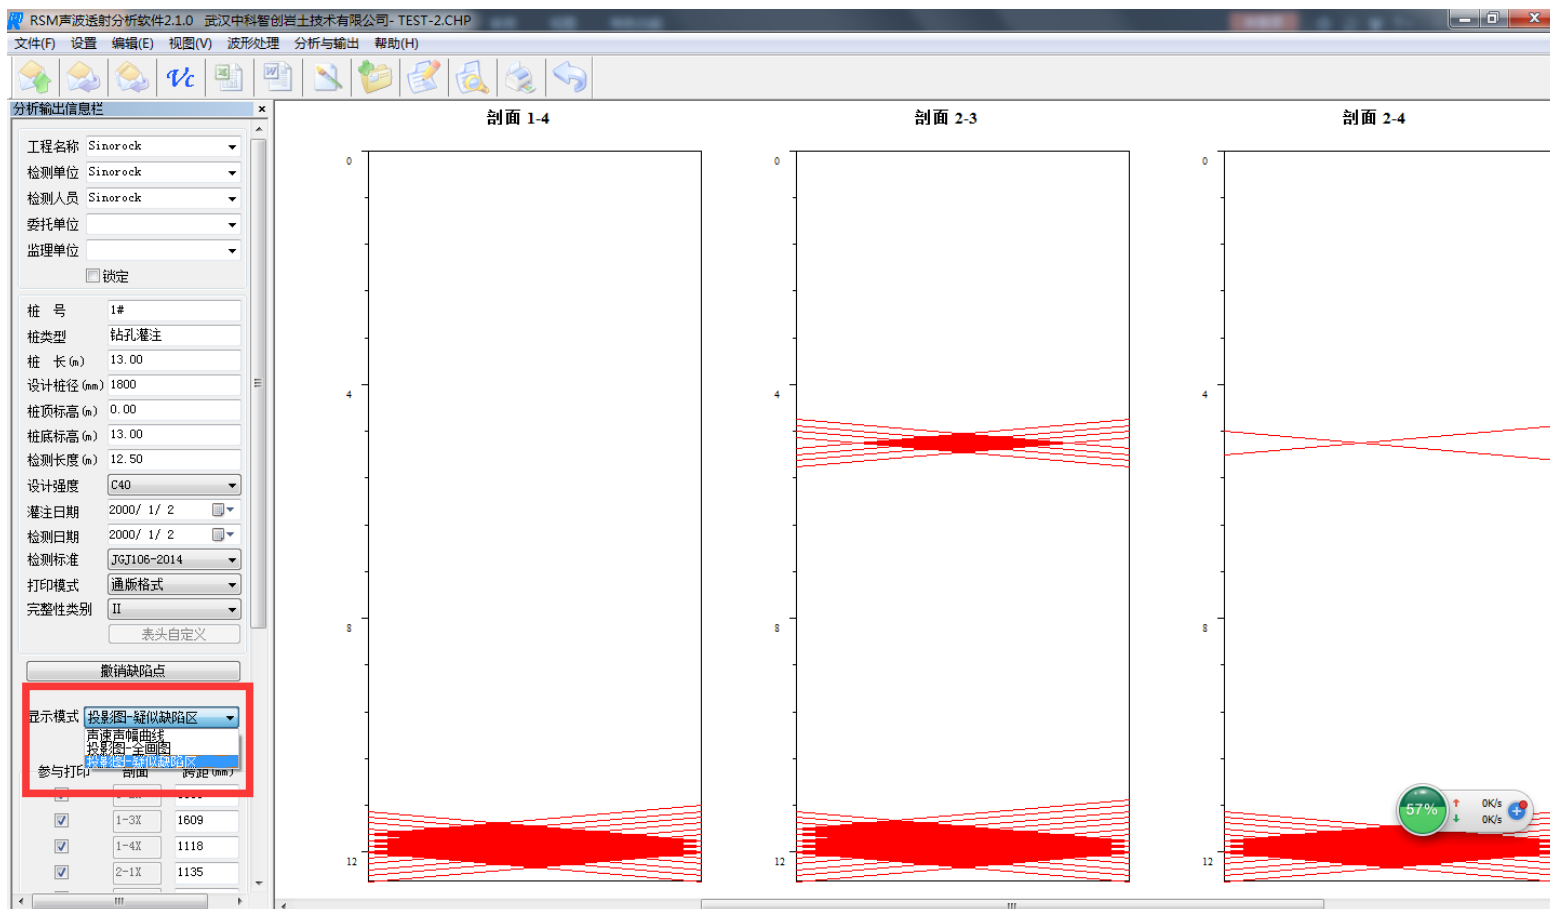 RSM声波透射分析软件2.1.0 武汉中科智创岩土技术有限公司- TEST-2.CHP
文件(F) 设置 编辑(E) 视图(V) 波形处理 分析与输出 帮助(H)
Vc
分析输出信息栏
工程名称 Sinorock
检测单位 Sinorock
检测人员 Sinorock
委托单位
监理单位
锁定
桩 号 1#
桩类型 钻孔灌注
桩 长(m) 13.00
设计桩径(mm) 1800
桩顶标高(m) 0.00
桩底标高(m) 13.00
检测长度(m) 12.50
设计强度 C40
灌注日期 2000/ 1/ 2
检测日期 2000/ 1/ 2
检测标准 JGJ106-2014
打印模式 通版格式
完整性类别 II
表头自定义
撤销缺陷点
显示模式 投影图-疑似缺陷区
声速声幅曲线
投影图-全画图
投影图-疑似缺陷区
参与打印 剖面 跨距(mm)
1-3X 1609
1-4X 1118
2-1X 1135
剖面 1-4
0
4
8
12
剖面 2-3
0
4
8
12
剖面 2-4
0
4
8
12
57%
0K/s
0K/s